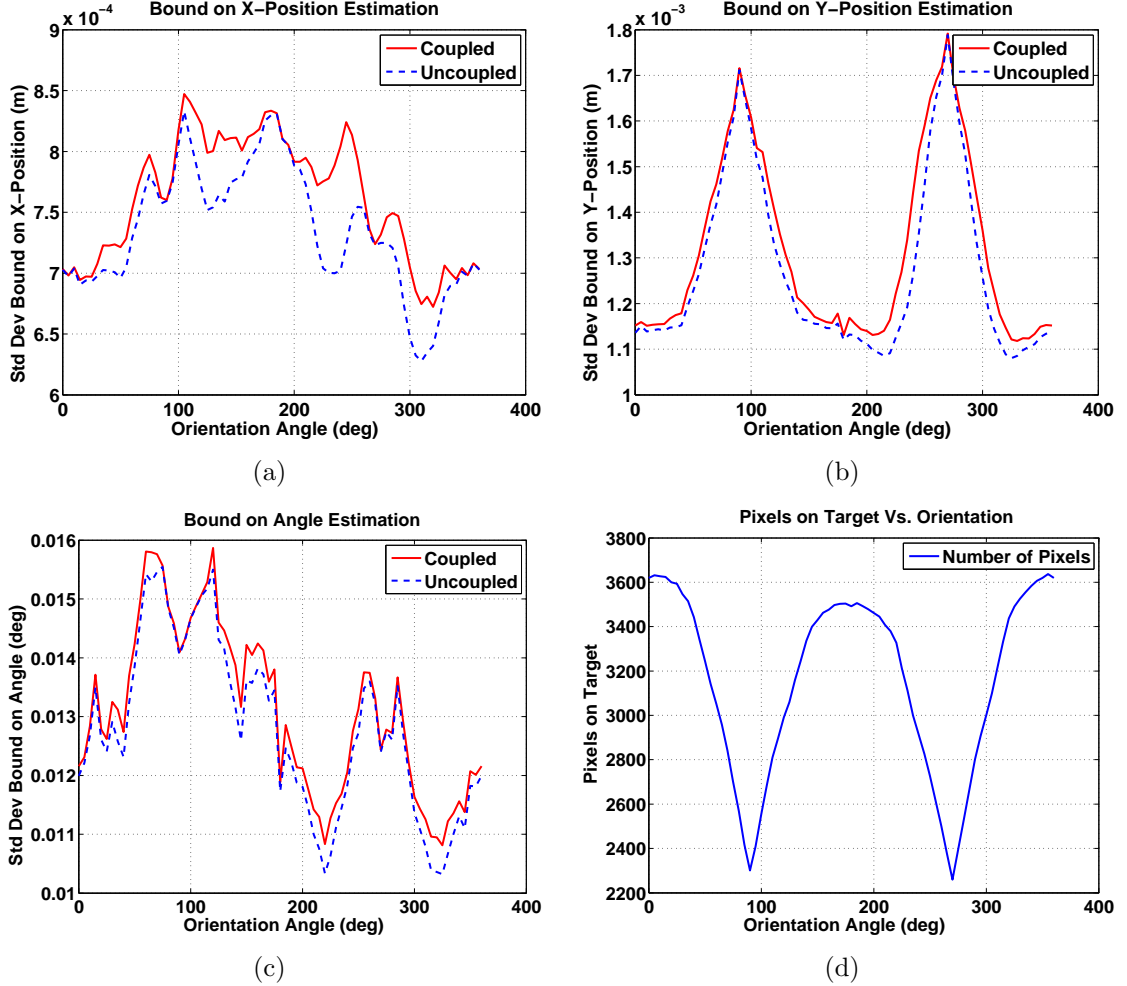 Bound on X−Position Estimation
x 10−4
9
8.5
8
7.5
7
6.5
6
Std Dev Bound on X−Position (m)
Coupled
Uncoupled
0 100 200 300 400
Orientation Angle (deg)
(a)
Bound on Y−Position Estimation
x 10−3
1.8
1.7
1.6
1.5
1.4
1.3
1.2
1.1
1
Std Dev Bound on Y−Position (m)
Coupled
Uncoupled
0 100 200 300 400
Orientation Angle (deg)
(b)
Bound on Angle Estimation
0.016
0.015
0.014
0.013
0.012
0.011
0.01
Std Dev Bound on Angle (deg)
Coupled
Uncoupled
0 100 200 300 400
Orientation Angle (deg)
(c)
Pixels on Target Vs. Orientation
3800
3600
3400
3200
3000
2800
2600
2400
2200
Pixels on Target
Number of Pixels
0 100 200 300 400
Orientation Angle (deg)
(d)